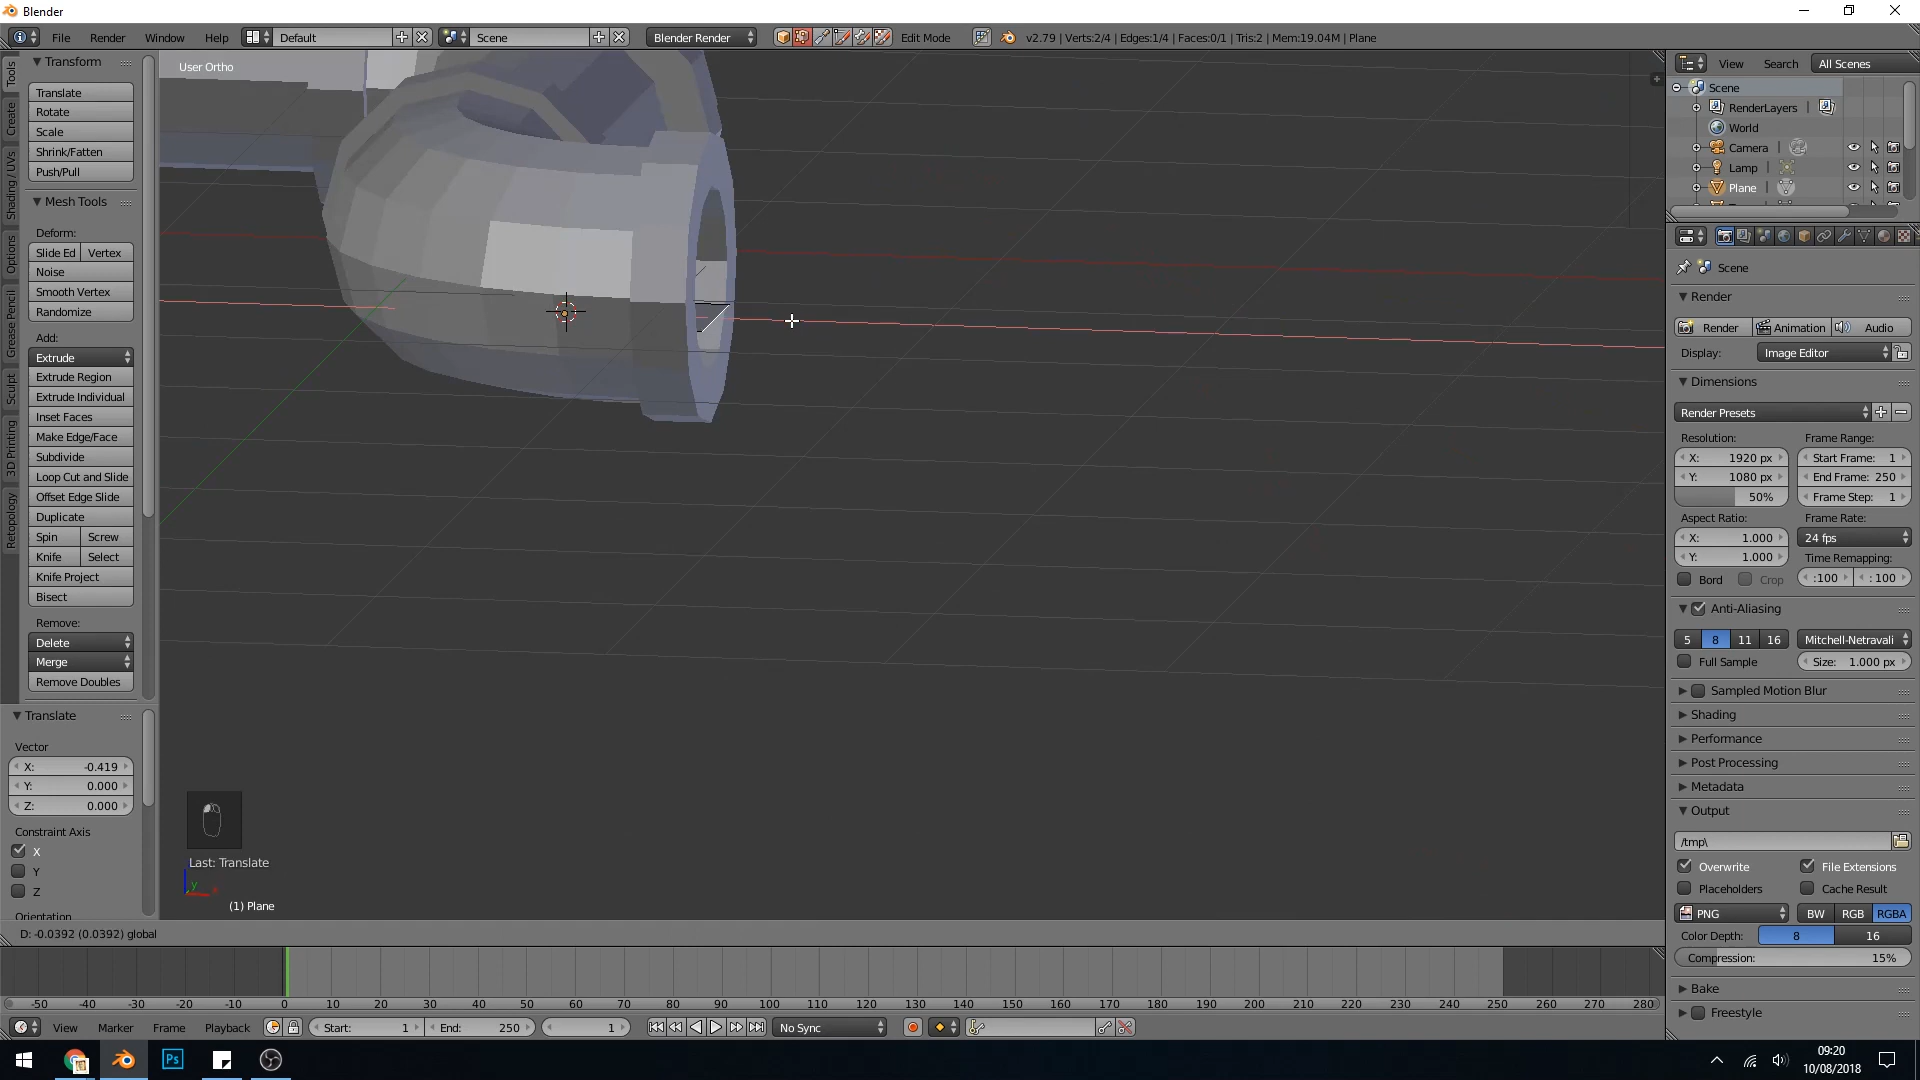 Blender
File
Render
Window
Help
Default
Scene
Blender Render
Edit Mode
v2.79 | Verts:2/4 | Edges:1/4 | Faces:0/1 | Tris:2 | Mem:19.04M | Plane
Tools
Create
Shading / UVs
Options
Grease Pencil
Sculpt
3D Printing
Retopology
Transform
Translate
Rotate
Scale
Shrink/Fatten
Push/Pull
Mesh Tools
Deform:
Slide Ed
Vertex
Noise
Smooth Vertex
Randomize
Add:
Extrude
Extrude Region
Extrude Individual
Inset Faces
Make Edge/Face
Subdivide
Loop Cut and Slide
Offset Edge Slide
Duplicate
Spin
Screw
Knife
Select
Knife Project
Bisect
Remove:
Delete
Merge
Remove Doubles
Translate
Vector
X: -0.419
Y: 0.000
Z: 0.000
Constraint Axis
X
Y
Z
Orientation
User Ortho
Last: Translate
(1) Plane
D: -0.0392 (0.0392) global
View
Search
All Scenes
Scene
RenderLayers
World
Camera
Lamp
Plane
Scene
Render
Render
Animation
Audio
Display:
Image Editor
Dimensions
Render Presets
Resolution:
Frame Range:
X: 1920 px
Start Frame: 1
Y: 1080 px
End Frame: 250
50%
Frame Step: 1
Aspect Ratio:
Frame Rate:
X: 1.000
24 fps
Y: 1.000
Time Remapping:
Bord
Crop
:100
: 100
Anti-Aliasing
5
8
11
16
Mitchell-Netravali
Full Sample
Size: 1.000 px
Sampled Motion Blur
Shading
Performance
Post Processing
Metadata
Output
/tmp\
Overwrite
File Extensions
Placeholders
Cache Result
PNG
BW
RGB
RGBA
Color Depth:
8
16
Compression: 15%
Bake
Freestyle
-50 -40 -30 -20 -10 0 10 20 30 40 50 60 70 80 90 100 110 120 130 140 150 160 170 180 190 200 210 220 230 240 250 260 270 280
View
Marker
Frame
Playback
Start: 1
End: 250
1
No Sync
Ps
09:20
10/08/2018